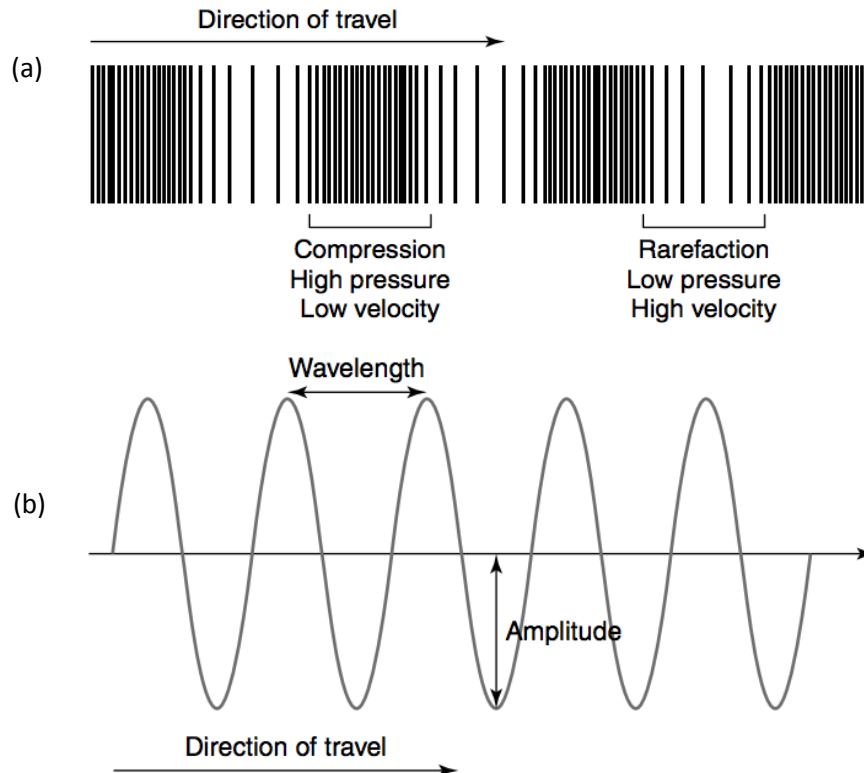 Direction of travel
(a)
Compression
High pressure
Low velocity
Rarefaction
Low pressure
High velocity
Wavelength
(b)
Amplitude
Direction of travel